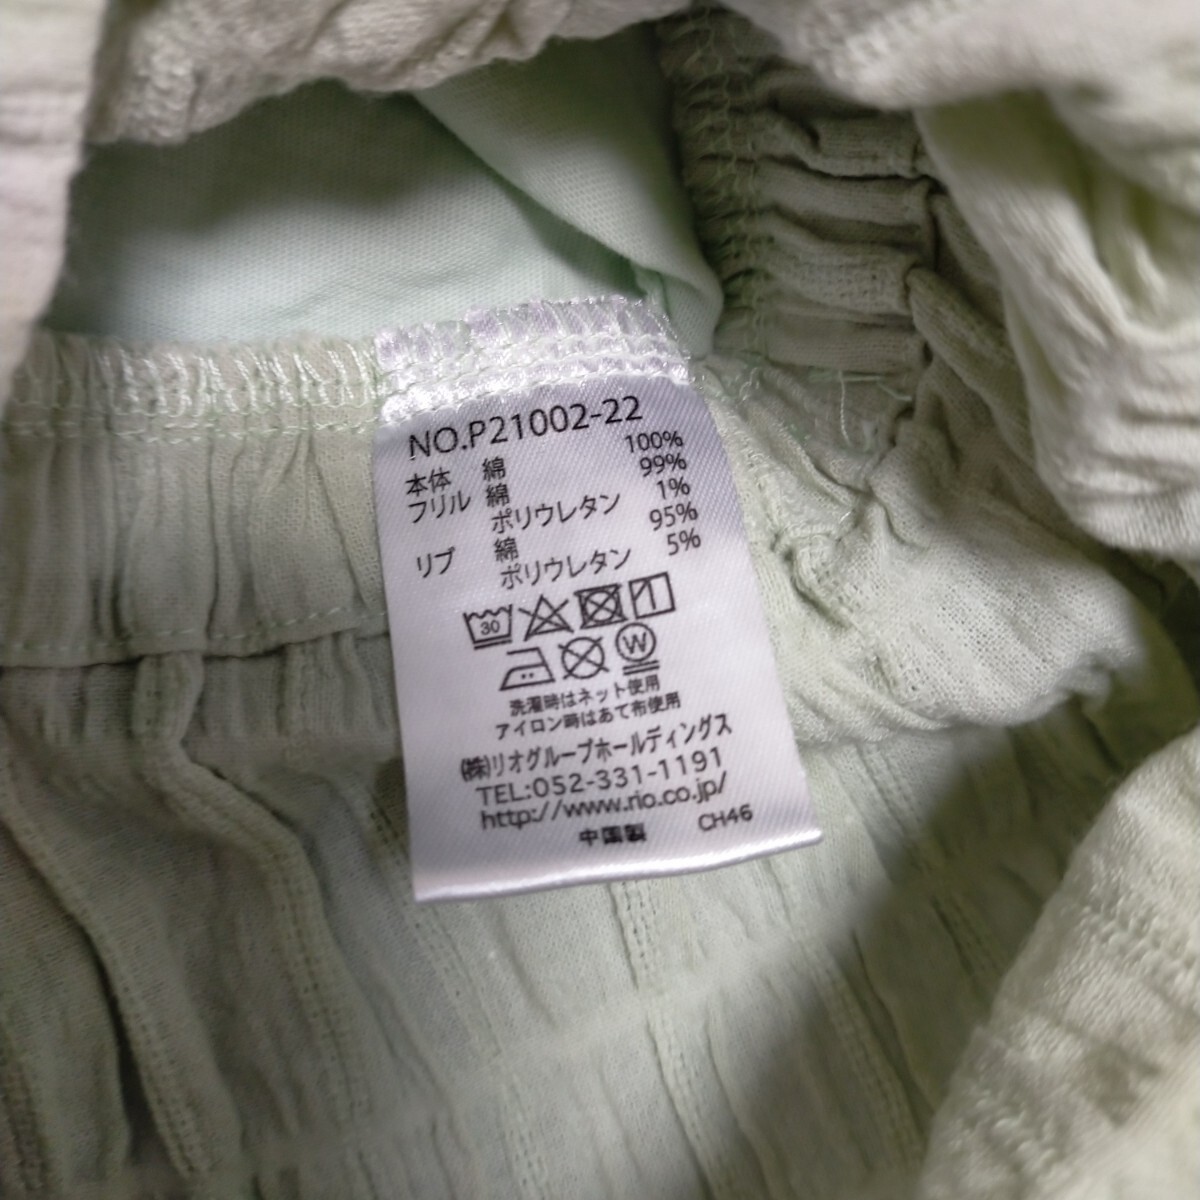 NO.P21002-22
本体 綿 100%
フリル 綿 99%
ポリウレタン 1%
リブ 綿 95%
ポリウレタン 5%
30
W
洗濯時はネット使用
アイロン時はあて布使用
㈱リオグループホールディングス
TEL:052-331-1191
http://www.rio.co.jp/
中国製 CH46